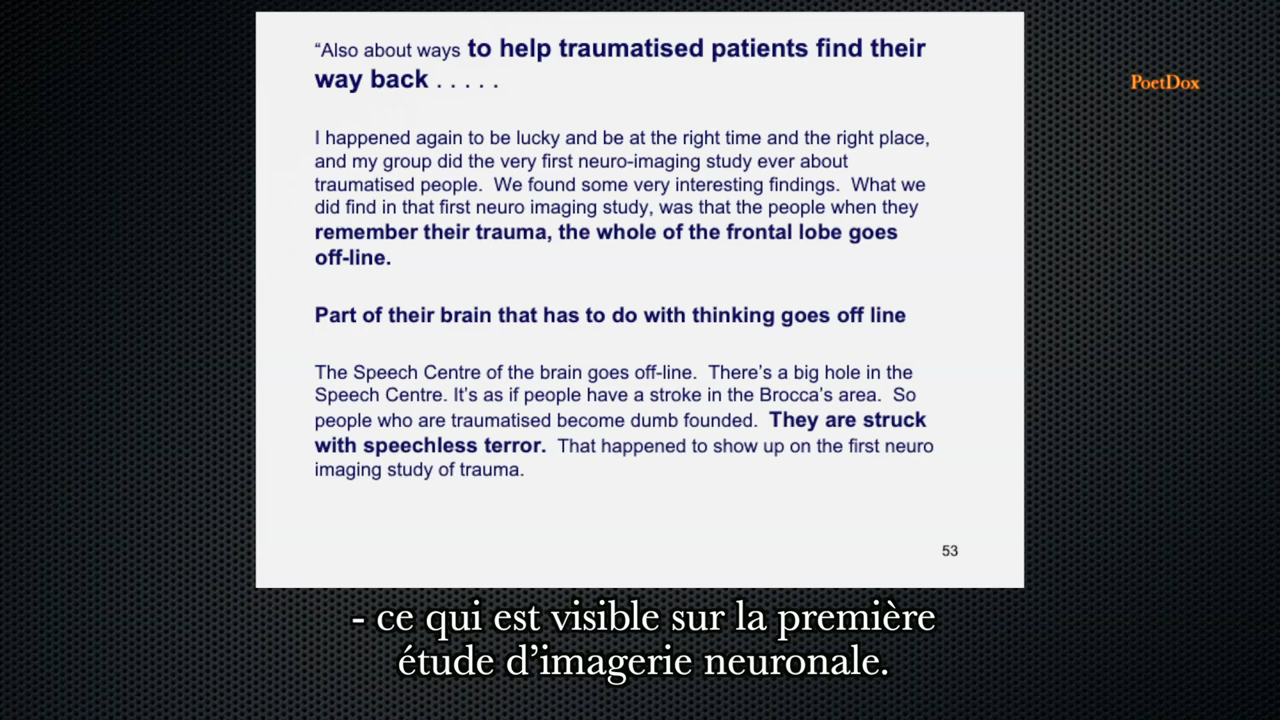 “Also about ways to help traumatised patients find their
way back . . . . .
PoetDox
I happened again to be lucky and be at the right time and the right place,
and my group did the very first neuro-imaging study ever about
traumatised people.  We found some very interesting findings.  What we
did find in that first neuro imaging study, was that the people when they
remember their trauma, the whole of the frontal lobe goes
off-line.
Part of their brain that has to do with thinking goes off line
The Speech Centre of the brain goes off-line.  There’s a big hole in the
Speech Centre. It’s as if people have a stroke in the Brocca’s area.  So
people who are traumatised become dumb founded.  They are struck
with speechless terror.  That happened to show up on the first neuro
imaging study of trauma.
53
- ce qui est visible sur la première
étude d’imagerie neuronale.